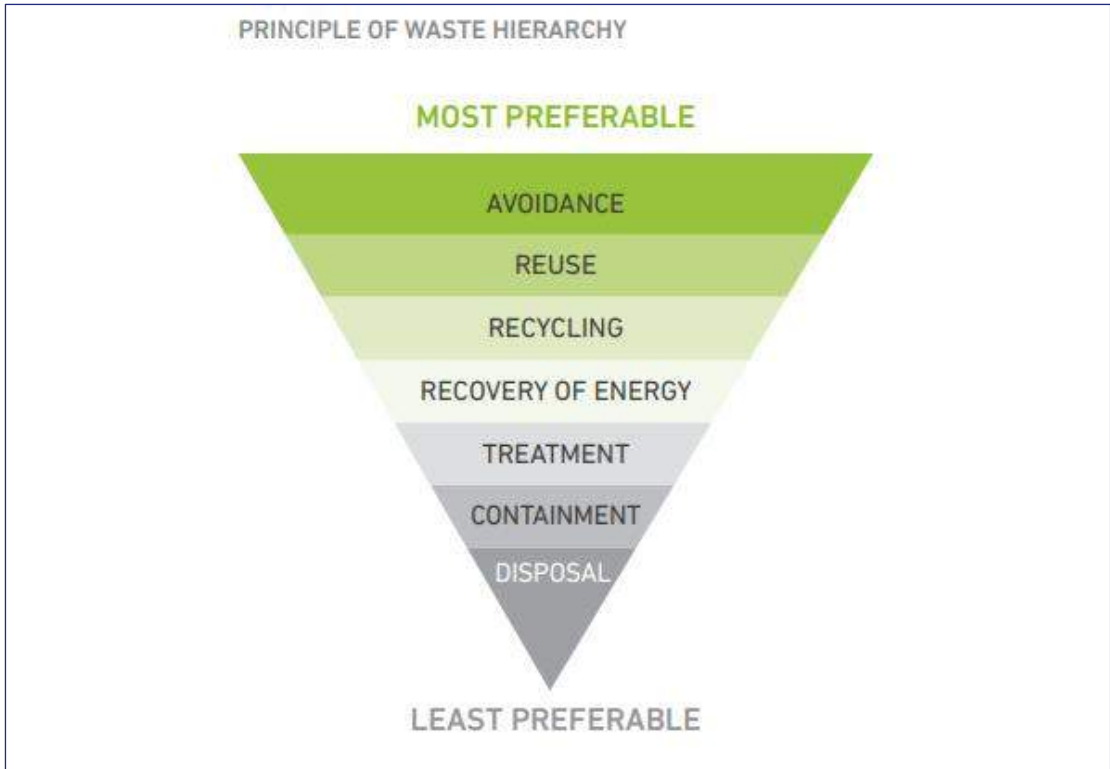 PRINCIPLE OF WASTE HIERARCHY
MOST PREFERABLE
AVOIDANCE
REUSE
RECYCLING
RECOVERY OF ENERGY
TREATMENT
CONTAINMENT
DISPOSAL
LEAST PREFERABLE